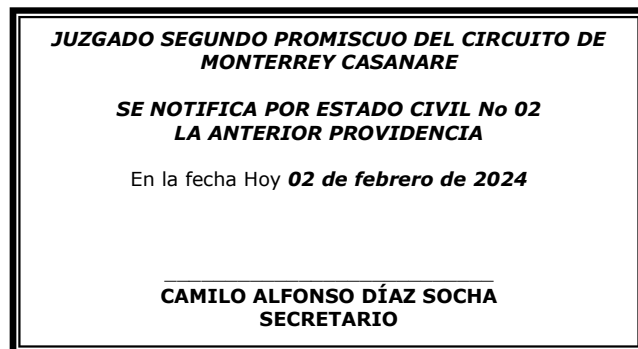 JUZGADO SEGUNDO PROMISCUO DEL CIRCUITO DE
MONTERREY CASANARE
SE NOTIFICA POR ESTADO CIVIL No 02
LA ANTERIOR PROVIDENCIA
En la fecha Hoy 02 de febrero de 2024
CAMILO ALFONSO DÍAZ SOCHA
SECRETARIO